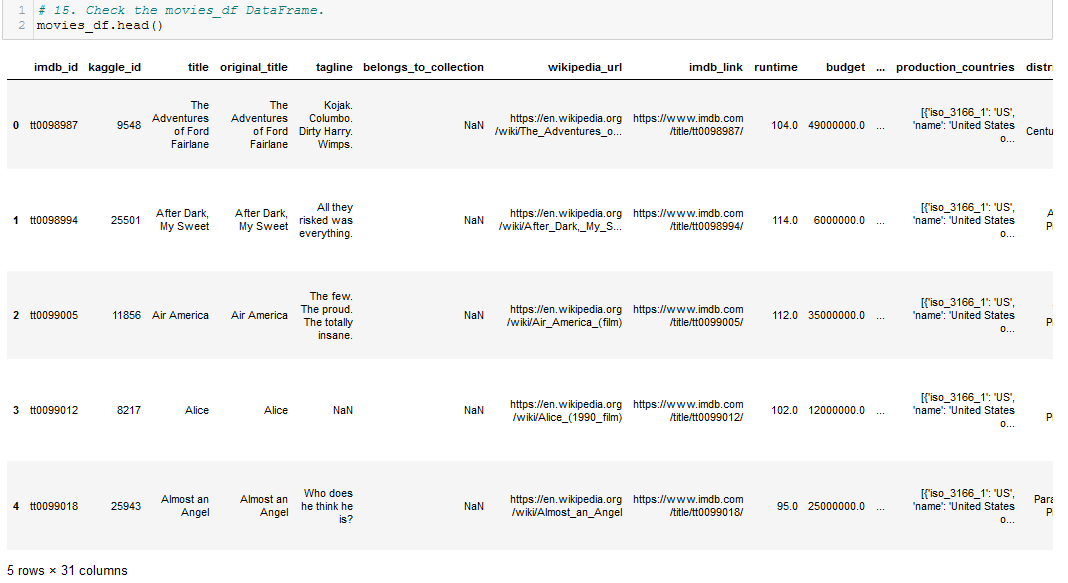 1 # 15. Check the movies_df DataFrame.
2 movies_df.head()
imdb_id kaggle_id title original_title tagline belongs_to_collection wikipedia_url imdb_link runtime budget ... production_countries distri
0 tt0098987 9548 The Adventures of Ford Fairlane The Adventures of Ford Fairlane Kojak. Columbo. Dirty Harry. Wimps. NaN https://en.wikipedia.org/wiki/The_Adventures_o... https://www.imdb.com/title/tt0098987/ 104.0 49000000.0 ... [{'iso_3166_1': 'US', 'name': 'United States o... Centu
1 tt0098994 25501 After Dark, My Sweet After Dark, My Sweet All they risked was everything. NaN https://en.wikipedia.org/wiki/After_Dark,_My_S... https://www.imdb.com/title/tt0098994/ 114.0 6000000.0 ... [{'iso_3166_1': 'US', 'name': 'United States o... A P
2 tt0099005 11856 Air America Air America The few. The proud. The totally insane. NaN https://en.wikipedia.org/wiki/Air_America_(film) https://www.imdb.com/title/tt0099005/ 112.0 35000000.0 ... [{'iso_3166_1': 'US', 'name': 'United States o... P
3 tt0099012 8217 Alice Alice NaN NaN https://en.wikipedia.org/wiki/Alice_(1990_film) https://www.imdb.com/title/tt0099012/ 102.0 12000000.0 ... [{'iso_3166_1': 'US', 'name': 'United States o... P
4 tt0099018 25943 Almost an Angel Almost an Angel Who does he think he is? NaN https://en.wikipedia.org/wiki/Almost_an_Angel https://www.imdb.com/title/tt0099018/ 95.0 25000000.0 ... [{'iso_3166_1': 'US', 'name': 'United States o... Para P
5 rows × 31 columns